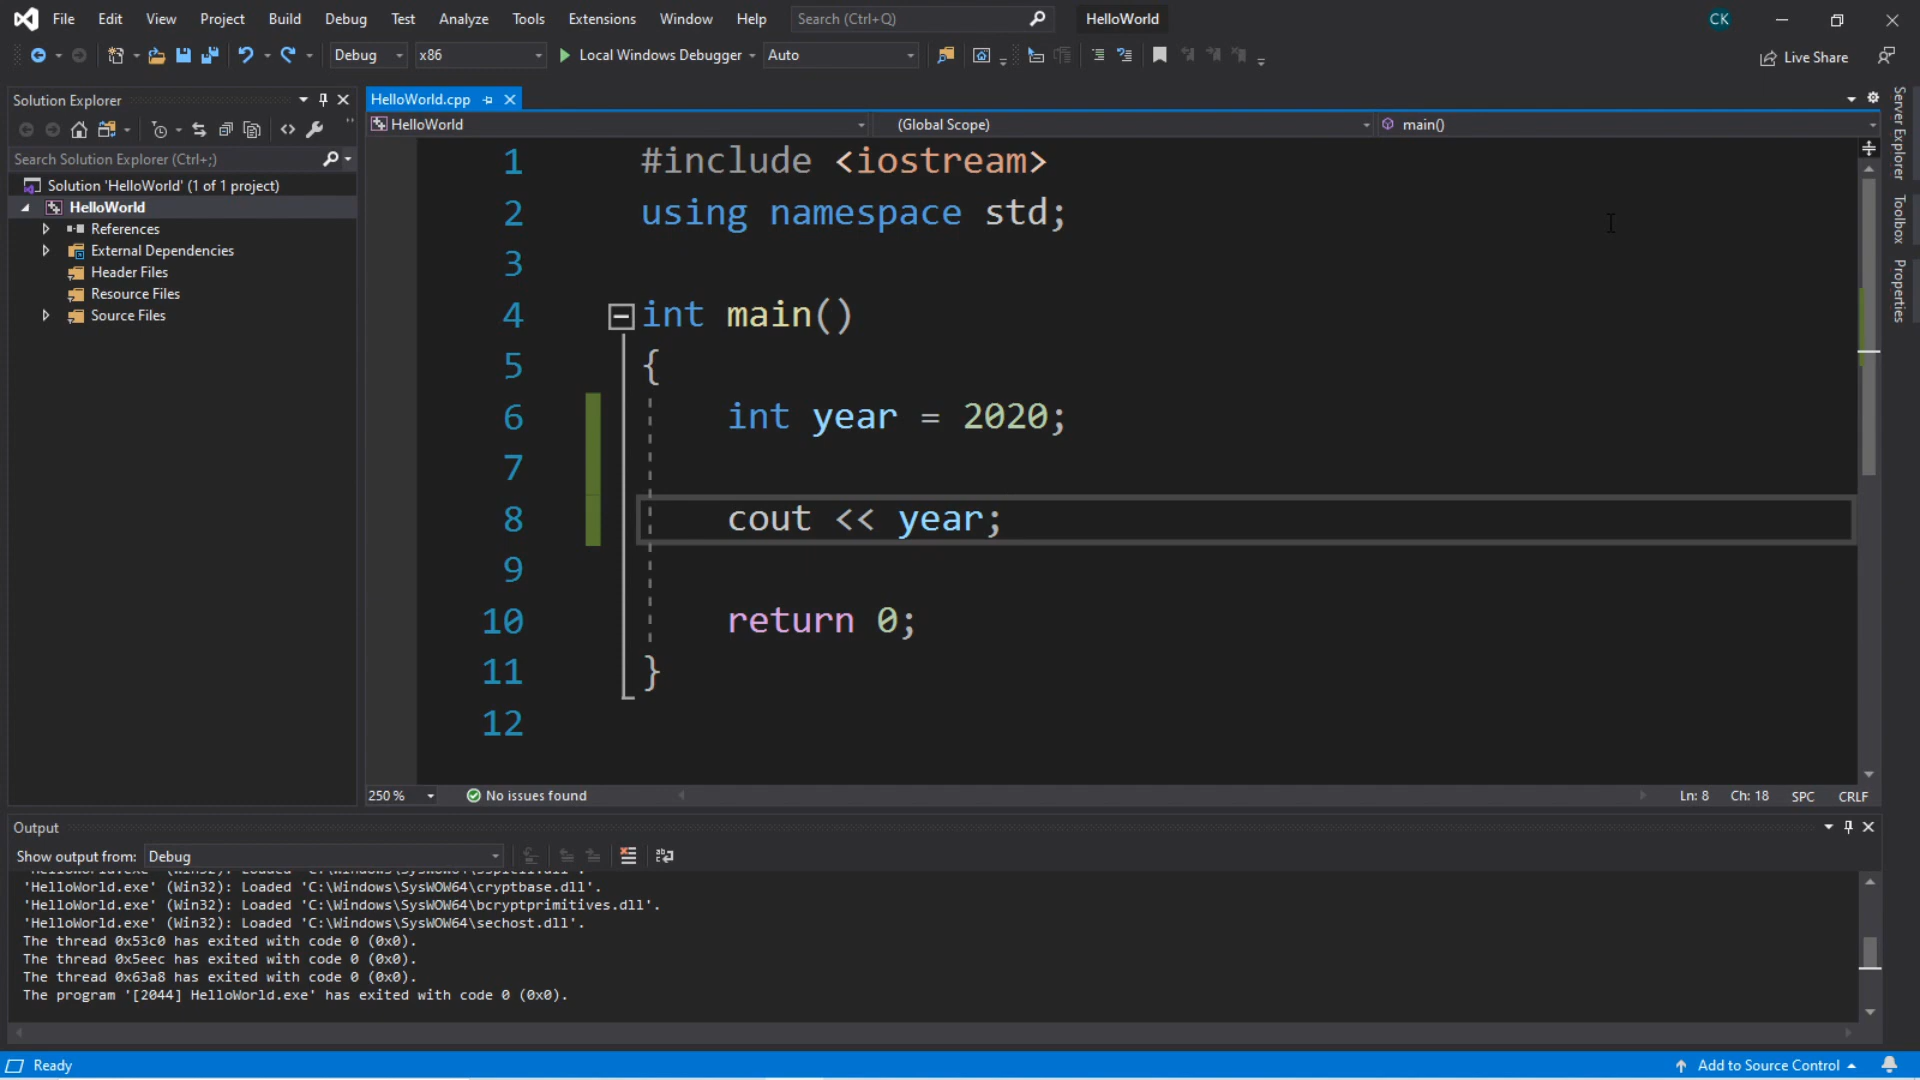 File Edit View Project Build Debug Test Analyze Tools Extensions Window Help Search (Ctrl+Q) HelloWorld CK
Debug x86 Local Windows Debugger Auto Live Share
Solution Explorer
Search Solution Explorer (Ctrl+;)
Solution 'HelloWorld' (1 of 1 project)
HelloWorld
References
External Dependencies
Header Files
Resource Files
Source Files
HelloWorld.cpp
HelloWorld (Global Scope) main()
1 #include <iostream>
2 using namespace std;
3
4 int main()
5 {
6 int year = 2020;
7
8 cout << year;
9
10 return 0;
11 }
12
250 % No issues found Ln: 8 Ch: 18 SPC CRLF
Server Explorer
Toolbox
Properties
Output
Show output from: Debug
'HelloWorld.exe' (Win32): Loaded 'C:\Windows\SysWOW64\cryptbase.dll'.
'HelloWorld.exe' (Win32): Loaded 'C:\Windows\SysWOW64\bcryptprimitives.dll'.
'HelloWorld.exe' (Win32): Loaded 'C:\Windows\SysWOW64\sechost.dll'.
The thread 0x53c0 has exited with code 0 (0x0).
The thread 0x5eec has exited with code 0 (0x0).
The thread 0x63a8 has exited with code 0 (0x0).
The program '[2044] HelloWorld.exe' has exited with code 0 (0x0).
Ready Add to Source Control